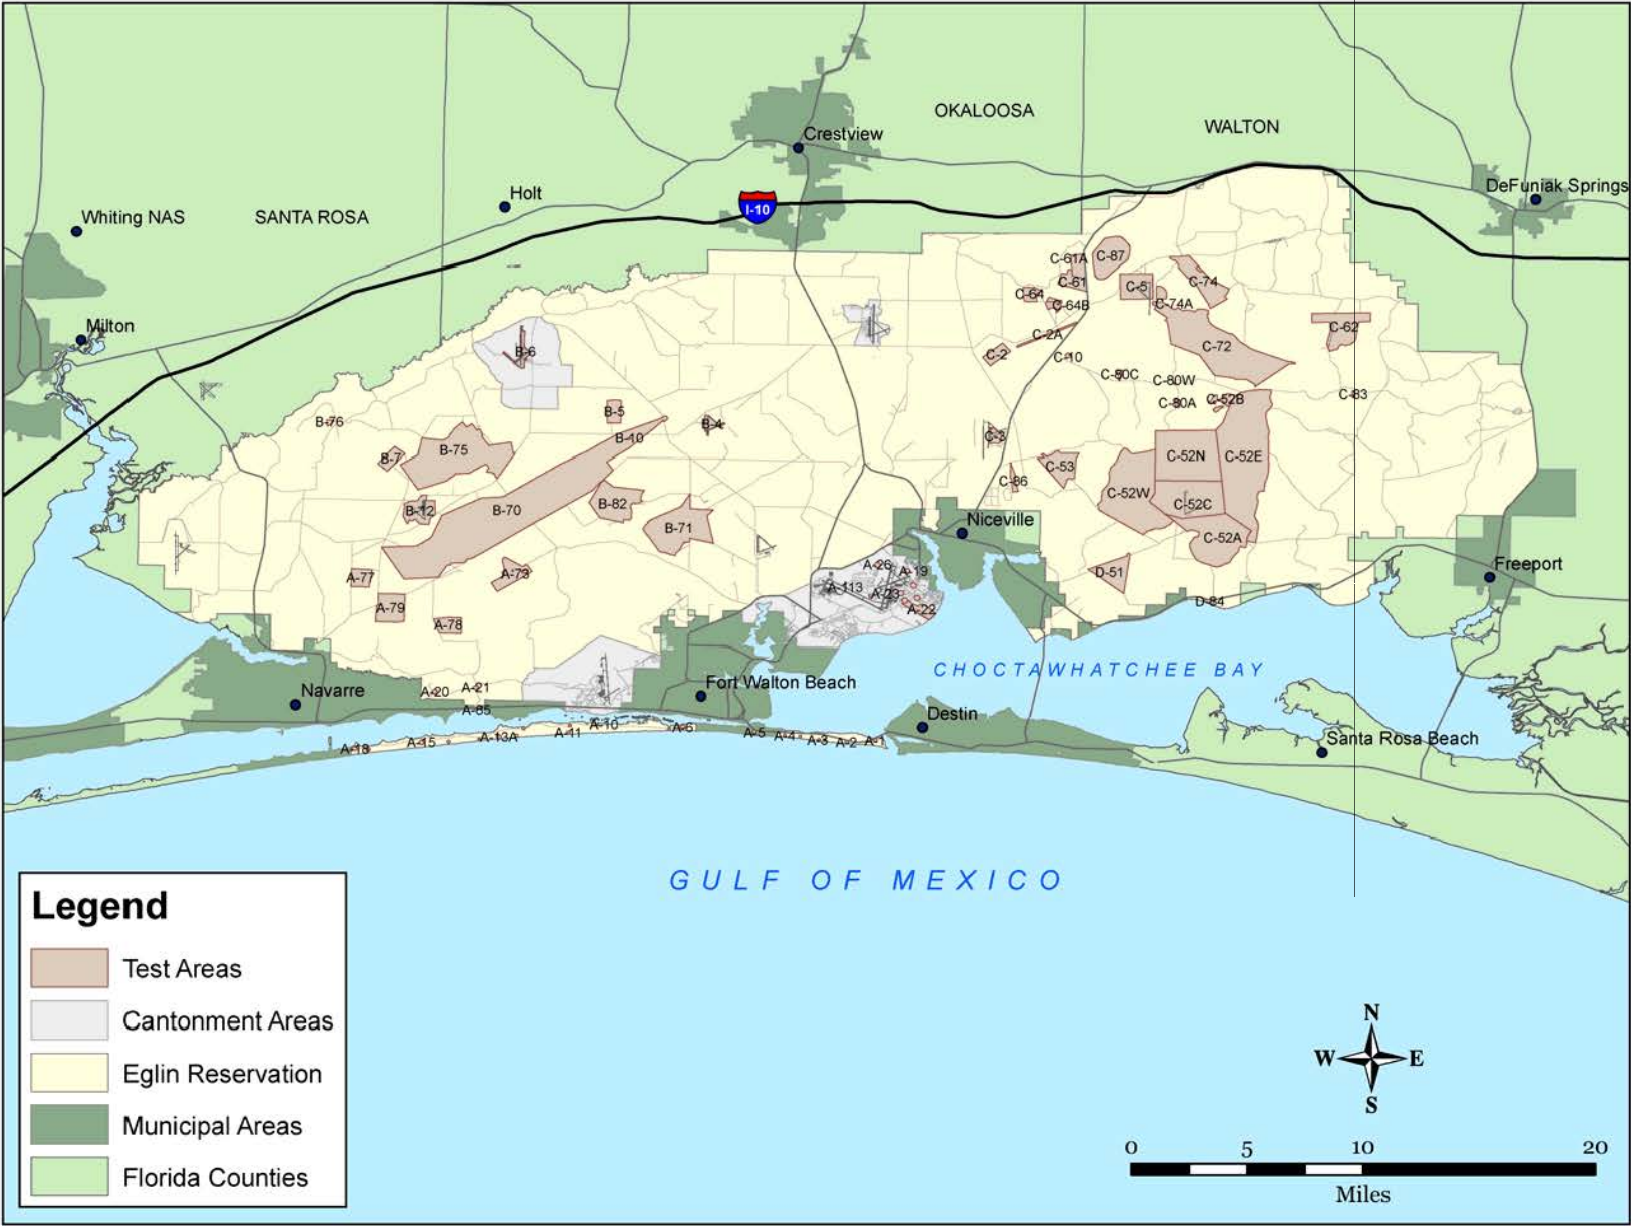 OKALOOSA
WALTON
Crestview
DeFuniak Springs
Holt
Whiting NAS
SANTA ROSA
I-10
C-61A
C-87
C-61
C-5
C-74
C-64
C-64B
C-74A
Milton
C-2A
C-62
B-6
C-2
C-10
C-72
C-80C
C-80W
C-83
C-80A
C-52B
B-5
B-76
B-4
B-10
C-3
B-75
B-7
C-52N
C-52E
C-53
C-86
C-52W
B-82
C-52C
B-12
B-70
Niceville
B-71
C-52A
Freeport
A-26
A-19
A-77
A-73
D-51
A-113
A-23
A-79
A-22
D-84
A-78
CHOCTAWHATCHEE BAY
Navarre
A-20
A-21
Fort Walton Beach
A-85
Destin
A-18
A-15
A-13A
A-11
A-10
A-6
A-5
A-4
A-3
A-2
A-1
Santa Rosa Beach
GULF OF MEXICO
Legend
Test Areas
Cantonment Areas
Eglin Reservation
Municipal Areas
Florida Counties
N
W
E
S
0
5
10
20
Miles